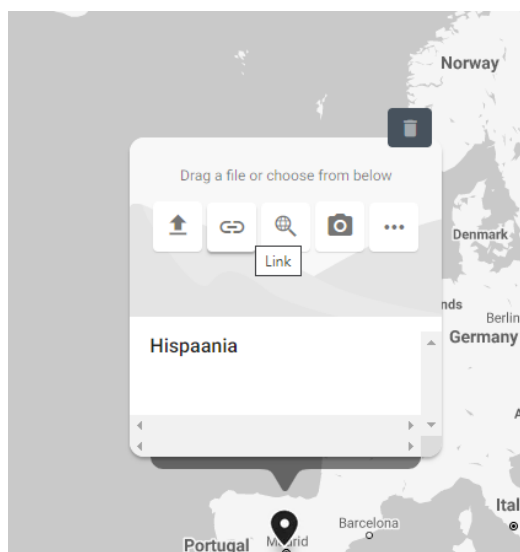 Norway
Drag a file or choose from below
Denmark
Link
nds
Berlin
Germany
Hispaania
Ital
Barcelona
Madrid
Portugal